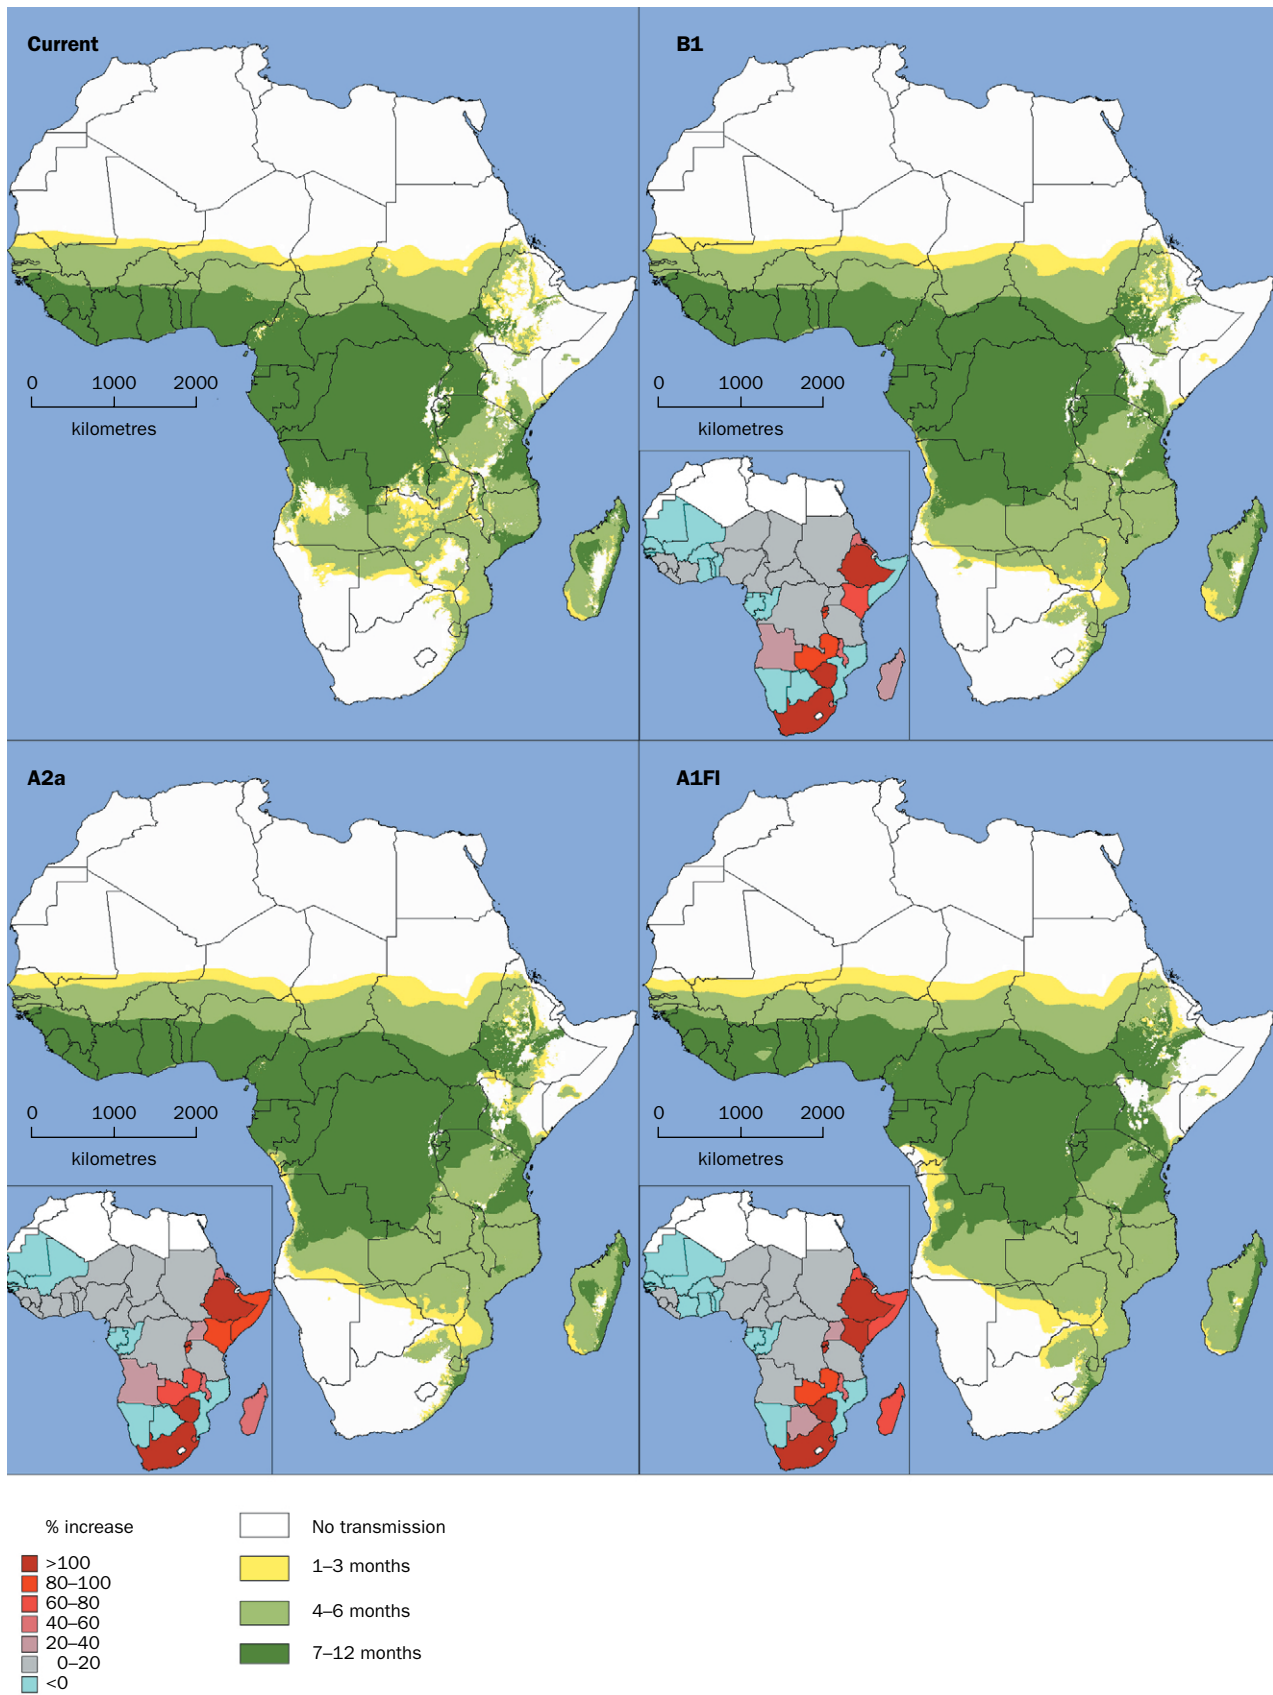 Current
B1
0 1000 2000
kilometres
0 1000 2000
kilometres
A2a
A1FI
0 1000 2000
kilometres
0 1000 2000
kilometres
% increase
>100
80–100
60–80
40–60
20–40
0–20
<0
No transmission
1–3 months
4–6 months
7–12 months